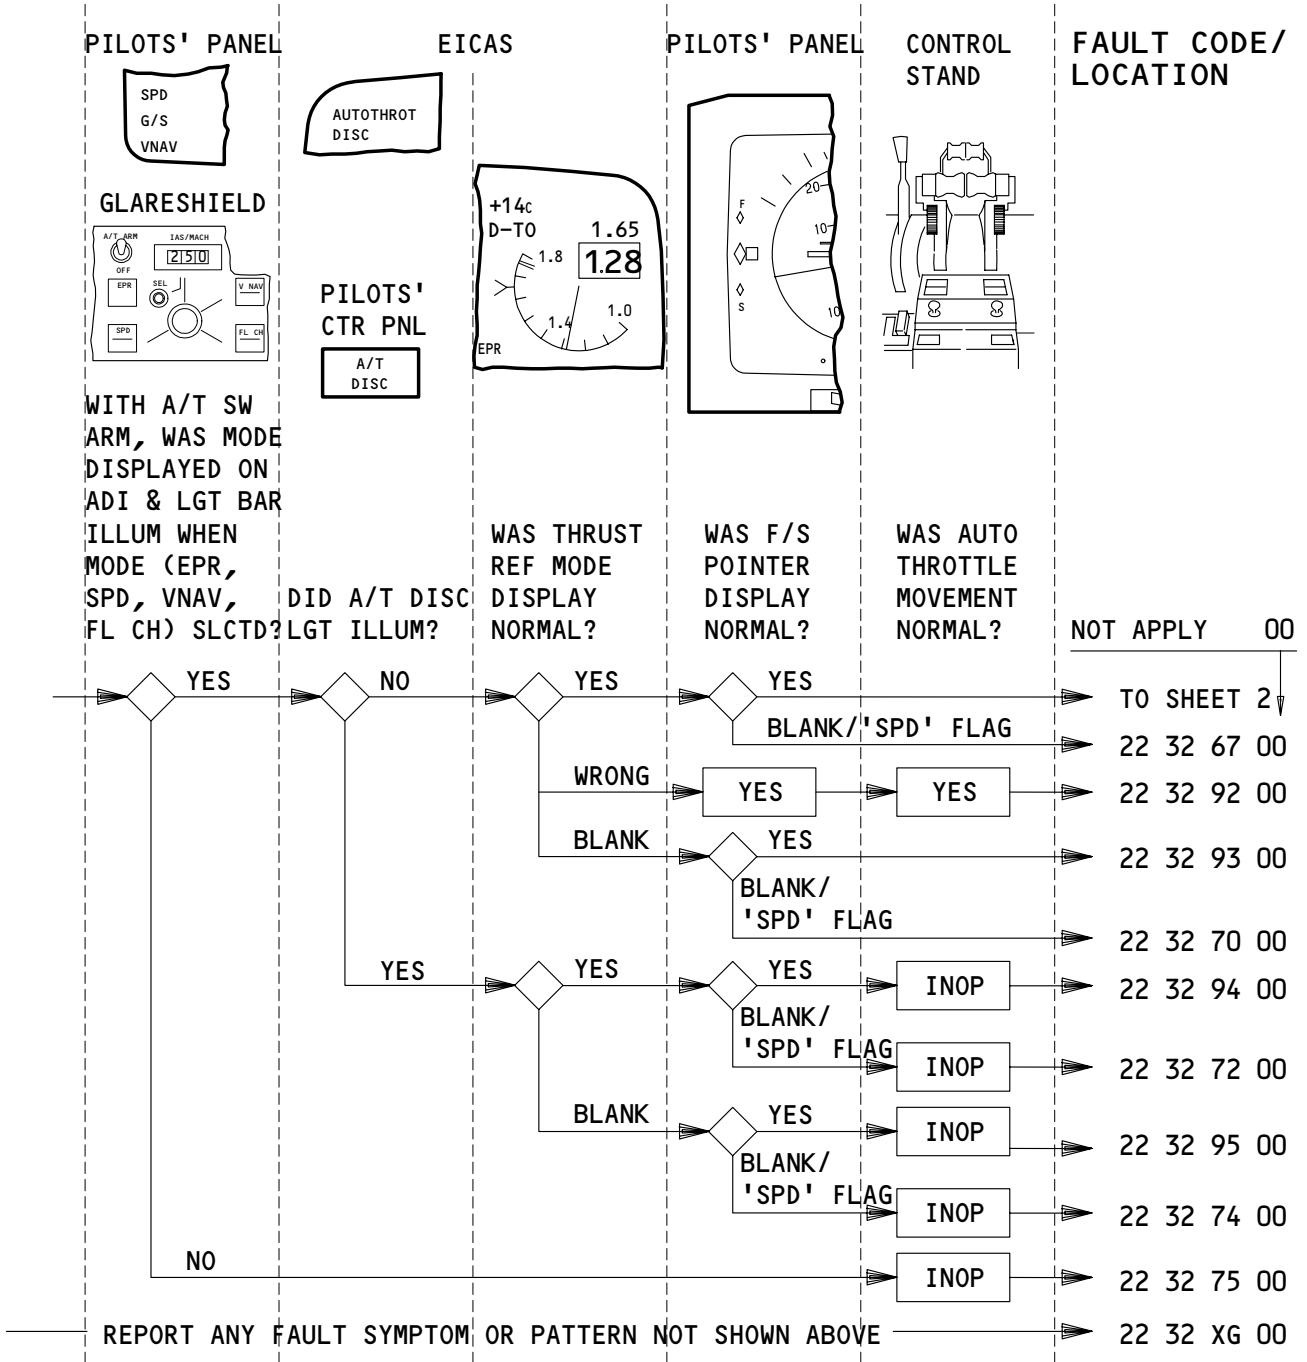 PILOTS' PANEL
EICAS
PILOTS' PANEL
CONTROL
STAND
FAULT CODE/
LOCATION
SPD
G/S
VNAV
AUTOTHROT
DISC
GLARESHIELD
A/T ARM
OFF
IAS/MACH
250
EPR
SEL
V NAV
SPD
FL CH
PILOTS'
CTR PNL
A/T
DISC
+14c
D-TO
1.65
1.28
1.8
1.4
1.0
EPR
F
S
20
10
10
WITH A/T SW
ARM, WAS MODE
DISPLAYED ON
ADI & LGT BAR
ILLUM WHEN
MODE (EPR,
SPD, VNAV,
FL CH) SLCTD?
DID A/T DISC
LGT ILLUM?
WAS THRUST
REF MODE
DISPLAY
NORMAL?
WAS F/S
POINTER
DISPLAY
NORMAL?
WAS AUTO
THROTTLE
MOVEMENT
NORMAL?
NOT APPLY 00
YES NO YES YES TO SHEET 2
BLANK/'SPD' FLAG 22 32 67 00
WRONG YES YES 22 32 92 00
BLANK YES 22 32 93 00
BLANK/
'SPD' FLAG 22 32 70 00
YES YES YES INOP 22 32 94 00
BLANK/
'SPD' FLAG INOP 22 32 72 00
BLANK YES INOP 22 32 95 00
BLANK/
'SPD' FLAG INOP 22 32 74 00
NO INOP 22 32 75 00
REPORT ANY FAULT SYMPTOM OR PATTERN NOT SHOWN ABOVE 22 32 XG 00